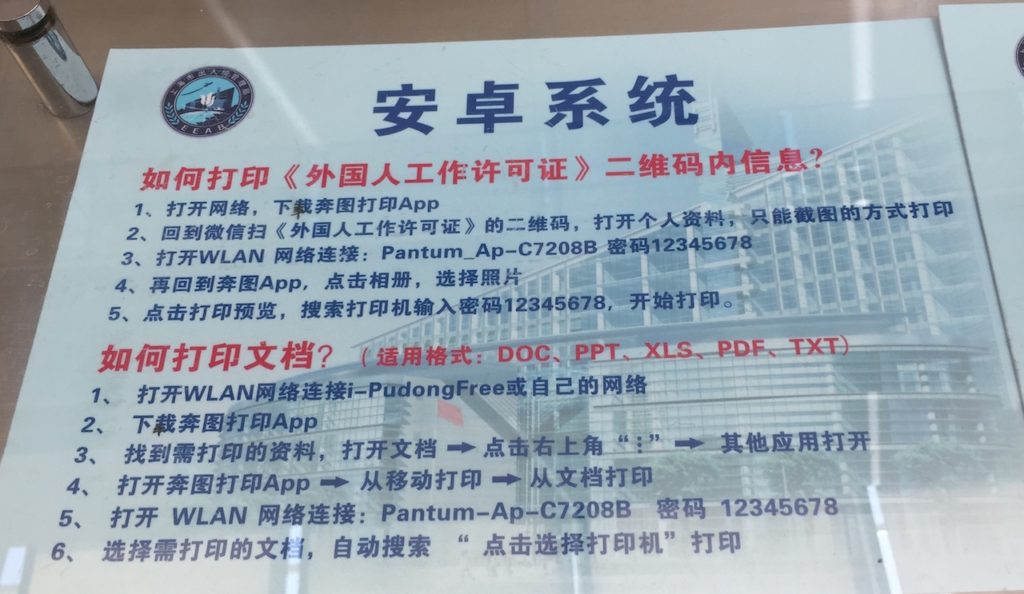 安卓系统
如何打印《外国人工作许可证》二维码内信息？
1、打开网络，下载奔图打印App
2、回到微信扫《外国人工作许可证》的二维码，打开个人资料，只能截图的方式打印
3、打开WLAN 网络连接：Pantum_Ap-C7208B 密码12345678
4、再回到奔图App，点击相册，选择照片
5、点击打印预览，搜索打印机输入密码12345678，开始打印。
如何打印文档？（适用格式：DOC、PPT、XLS、PDF、TXT）
1、 打开WLAN网络连接i-PudongFree或自己的网络
2、 下载奔图打印App
3、 找到需打印的资料，打开文档 ➡ 点击右上角“⋮” ➡ 其他应用打开
4、 打开奔图打印App ➡ 从移动打印 ➡ 从文档打印
5、 打开 WLAN 网络连接：Pantum-Ap-C7208B 密码 12345678
6、 选择需打印的文档，自动搜索 “ 点击选择打印机”打印